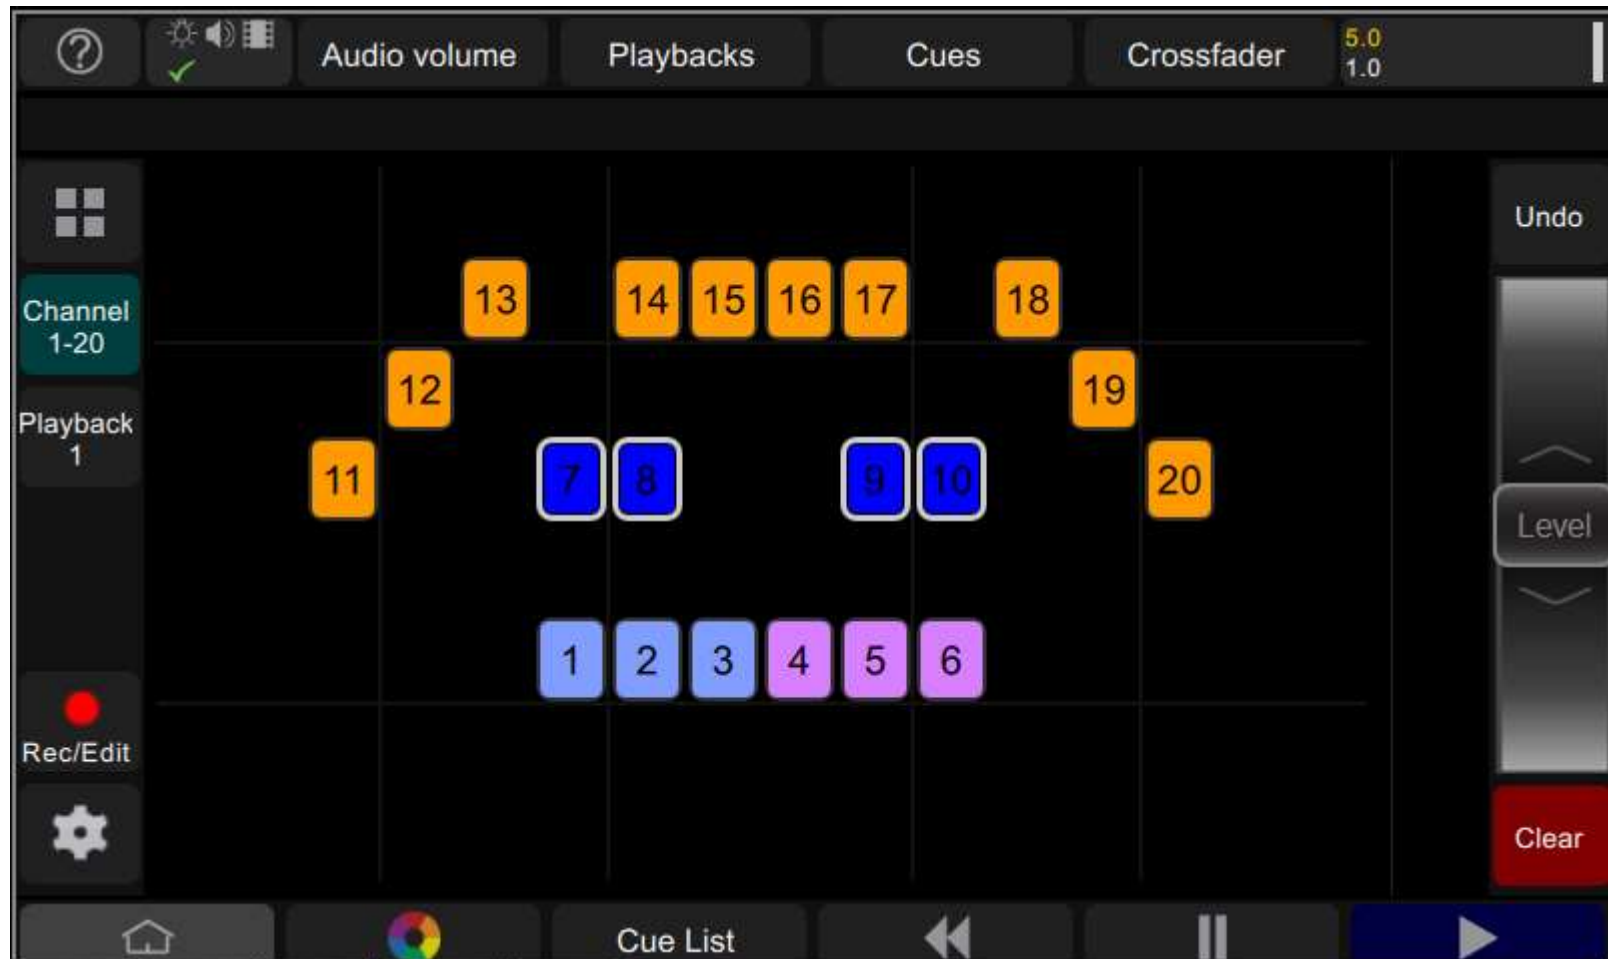 ?
Audio volume
Playbacks
Cues
Crossfader
5.0
1.0
Undo
Channel
1-20
13
14
15
16
17
18
12
19
Playback
1
11
7
8
9
10
20
Level
1
2
3
4
5
6
Rec/Edit
Clear
Cue List